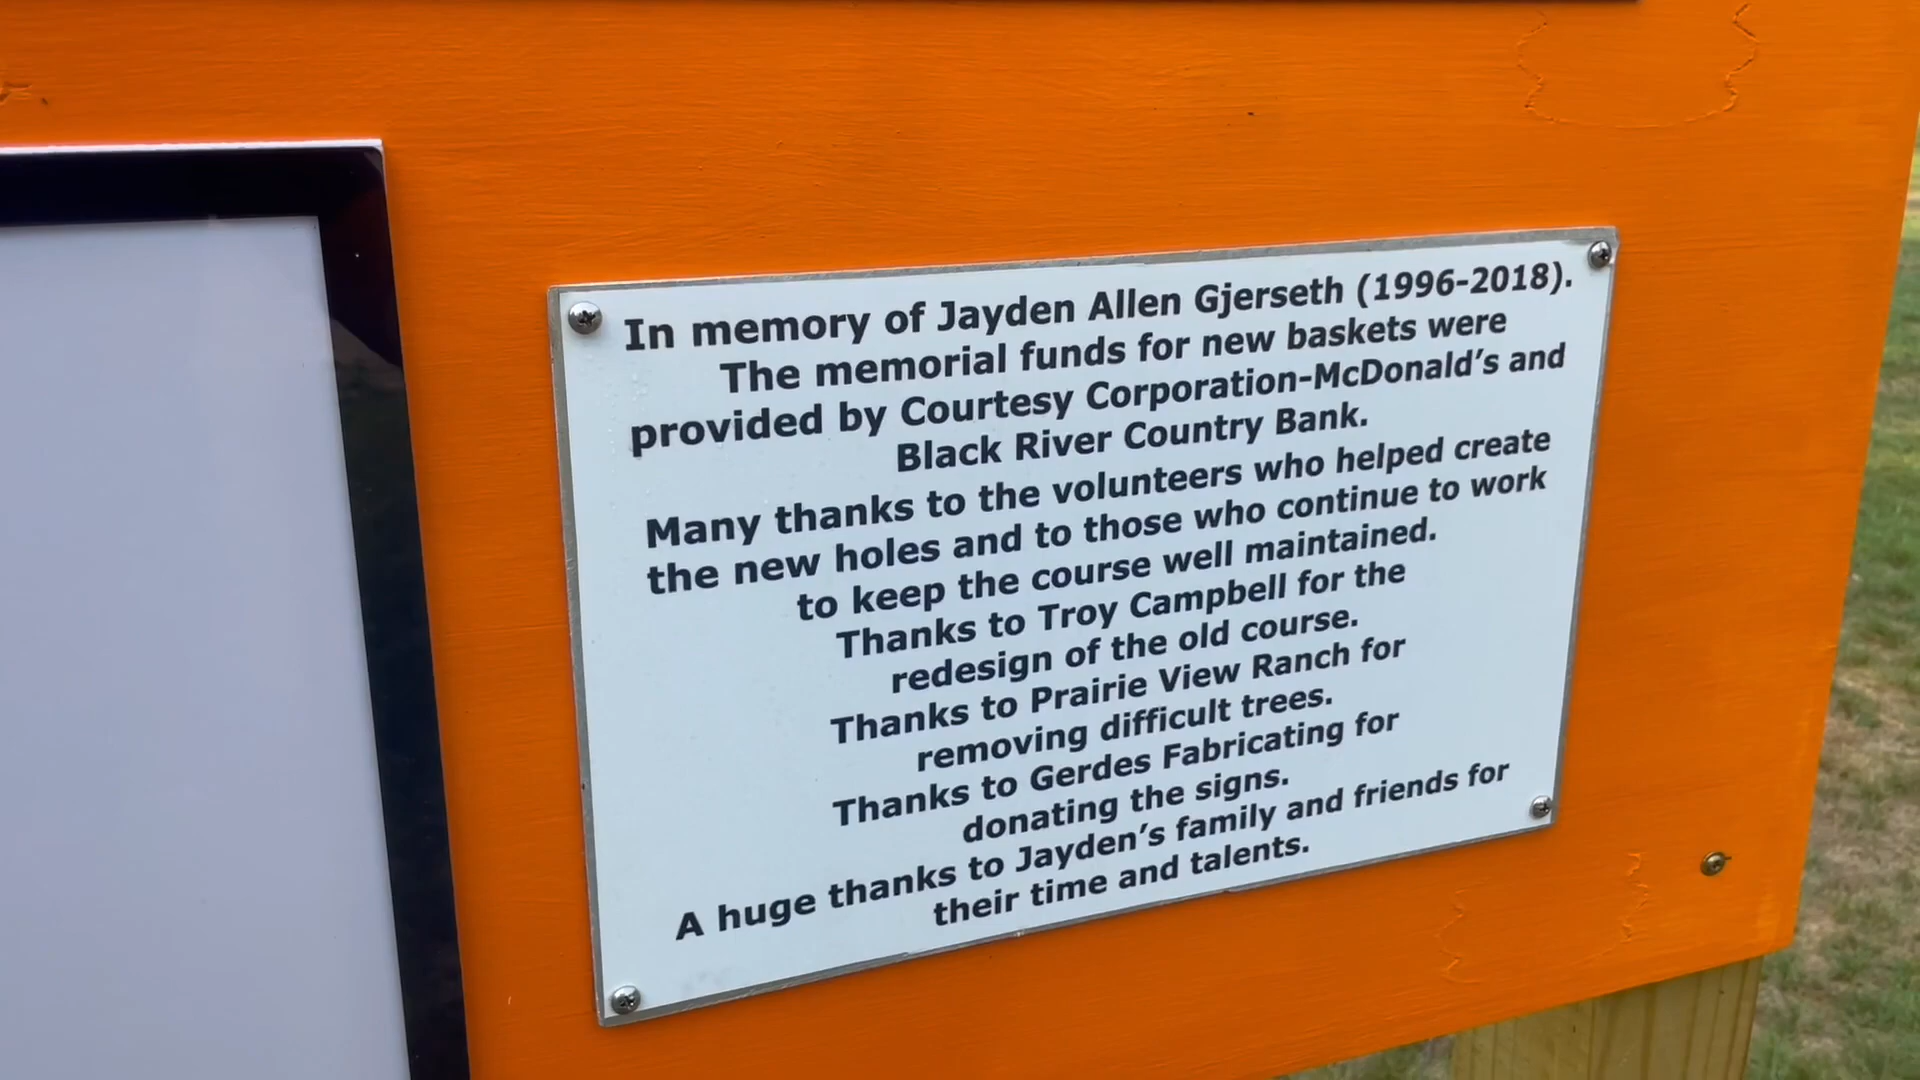 In memory of Jayden Allen Gjerseth (1996-2018).
The memorial funds for new baskets were
provided by Courtesy Corporation-McDonald's and
Black River Country Bank.
Many thanks to the volunteers who helped create
the new holes and to those who continue to work
to keep the course well maintained.
Thanks to Troy Campbell for the
redesign of the old course.
Thanks to Prairie View Ranch for
removing difficult trees.
Thanks to Gerdes Fabricating for
donating the signs.
A huge thanks to Jayden's family and friends for
their time and talents.